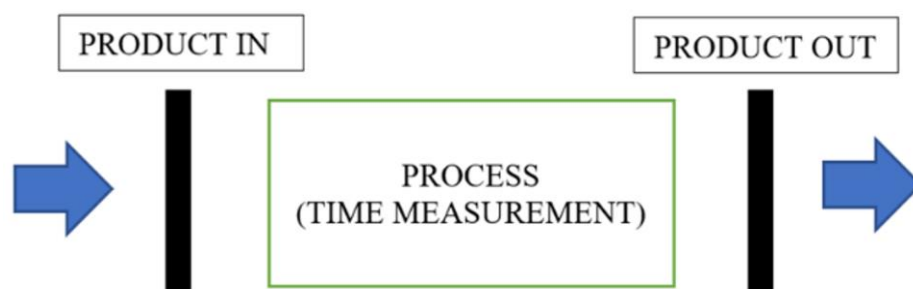 PRODUCT IN
PRODUCT OUT
PROCESS
(TIME MEASUREMENT)